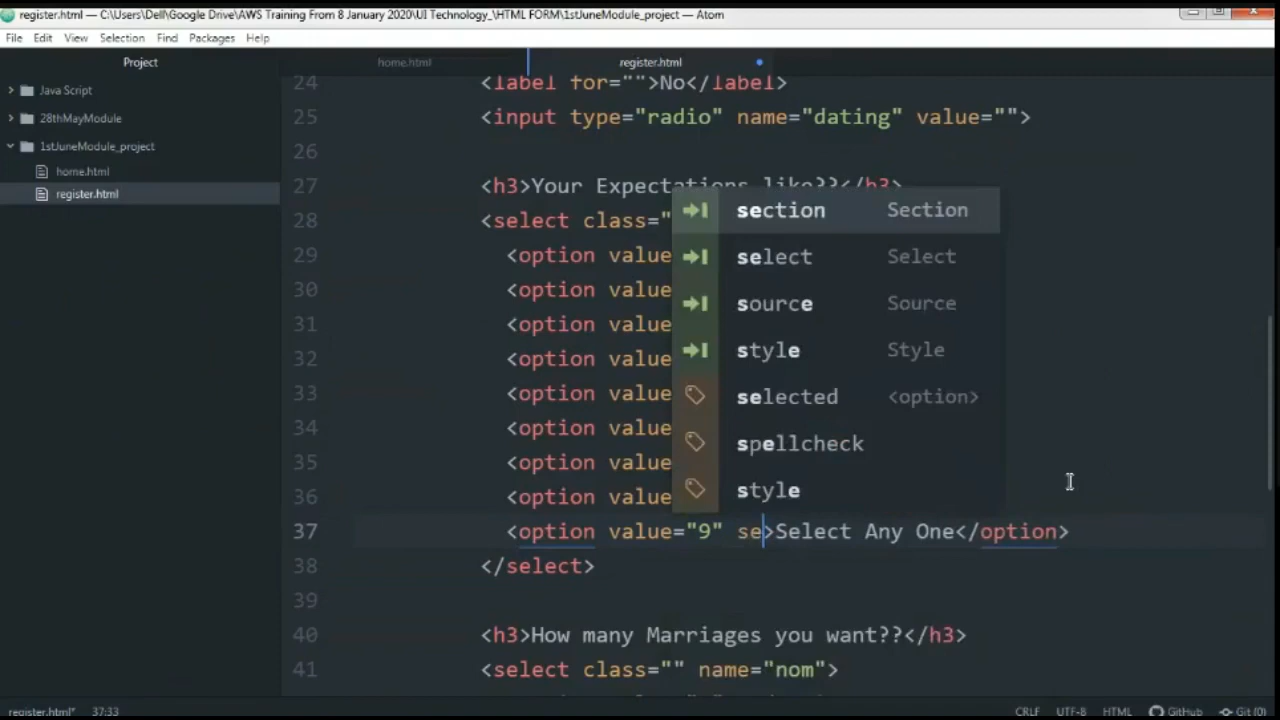 register.html — C:\Users\Dell\Google Drive\AWS Training From 8 January 2020\UI Technology_\HTML FORM\1stJuneModule_project — Atom
File Edit View Selection Find Packages Help
Project
home.html
register.html
Java Script
28thMayModule
1stJuneModule_project
home.html
register.html
24 <label for="">No</label>
25 <input type="radio" name="dating" value="">
26
27 <h3>Your Expectations like??</h3>
28 <select class="
29 <option value
30 <option value
31 <option value
32 <option value
33 <option value
34 <option value
35 <option value
36 <option value
37 <option value="9" se>Select Any One</option>
38 </select>
39
40 <h3>How many Marriages you want??</h3>
41 <select class="" name="nom">
section Section
select Select
source Source
style Style
selected <option>
spellcheck
style
register.html* 37:33
CRLF UTF-8 HTML GitHub Git (0)